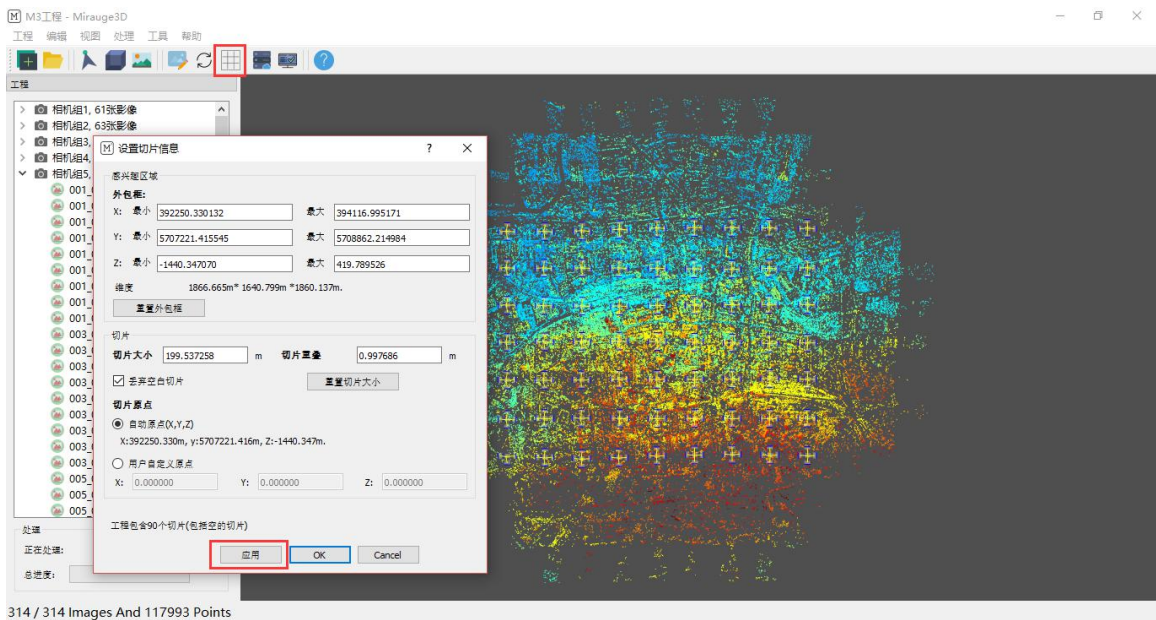 M3工程 - Mirauge3D
工程 编辑 视图 处理 工具 帮助
工程
相机组1, 61张影像
相机组2, 63张影像
相机组3,
相机组4,
相机组5,
设置切片信息
感兴趣区域
外包框:
X: 最小 392250.330132 最大 394116.995171
Y: 最小 5707221.415545 最大 5708862.214984
Z: 最小 -1440.347070 最大 419.789526
维度 1866.665m* 1640.799m *1860.137m.
重置外包框
切片
切片大小 199.537258 m 切片重叠 0.997686 m
丢弃空白切片 重置切片大小
切片原点
自动原点(X,Y,Z)
X:392250.330m, y:5707221.416m, Z:-1440.347m.
用户自定义原点
X: 0.000000 Y: 0.000000 Z: 0.000000
工程包含90个切片(包括空的切片)
应用 OK Cancel
001_
001_
001_
001_
001_
001_
001_
001_
001_
003_
003_
003_
003_
003_
003_
003_
003_
003_
005_
005_
005_
处理
正在处理:
总进度:
314 / 314 Images And 117993 Points